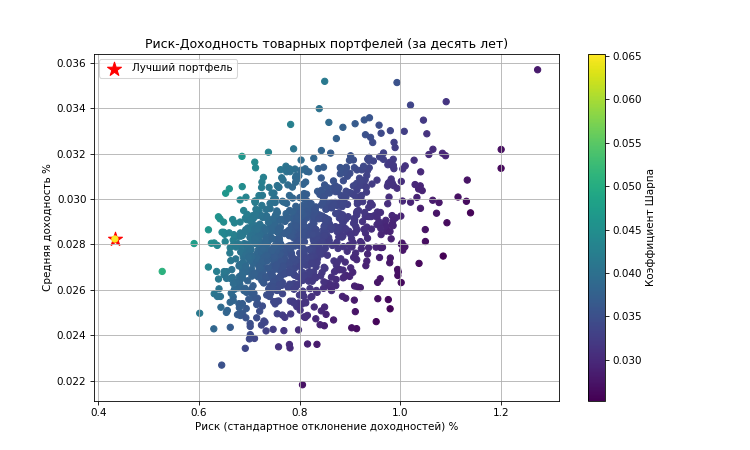 Риск-Доходность товарных портфелей (за десять лет)
Лучший портфель
Средняя доходность %
0.036
0.034
0.032
0.030
0.028
0.026
0.024
0.022
0.4 0.6 0.8 1.0 1.2
Риск (стандартное отклонение доходностей) %
0.065
0.060
0.055
0.050
0.045
0.040
0.035
0.030
Коэффициент Шарпа